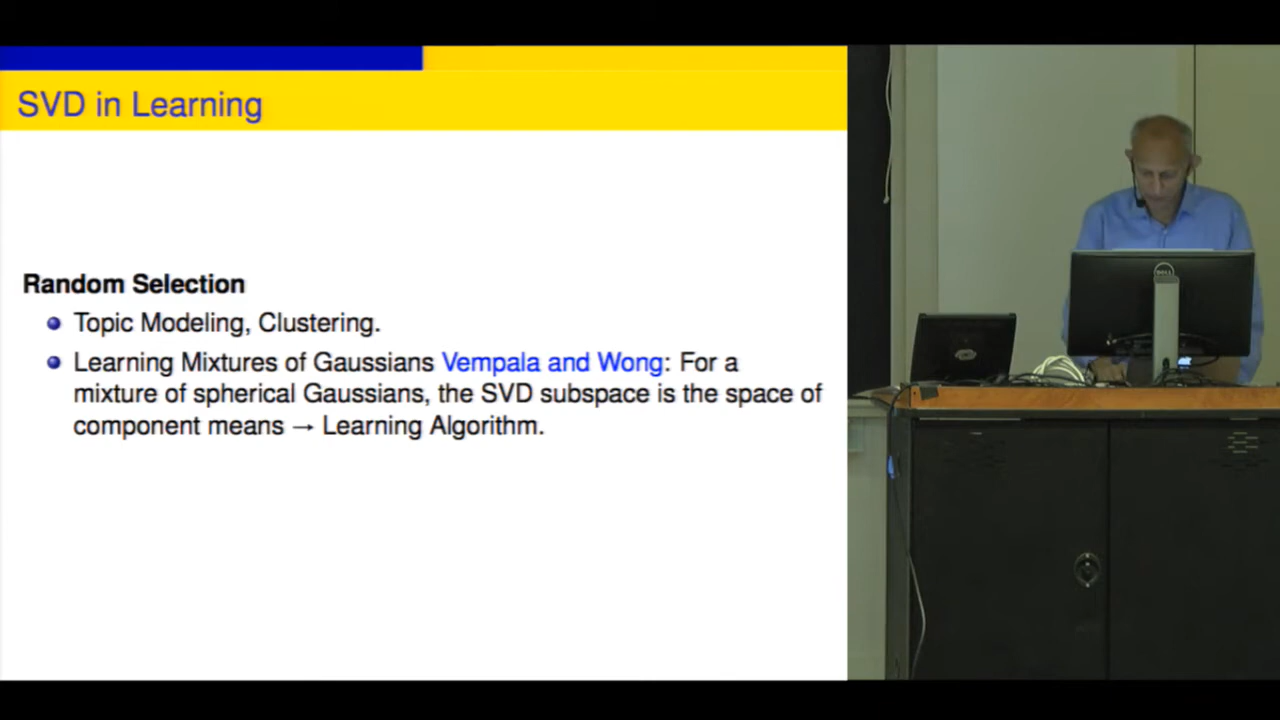 SVD in Learning
Random Selection
Topic Modeling, Clustering.
Learning Mixtures of Gaussians Vempala and Wong: For a
mixture of spherical Gaussians, the SVD subspace is the space of
component means → Learning Algorithm.
DELL